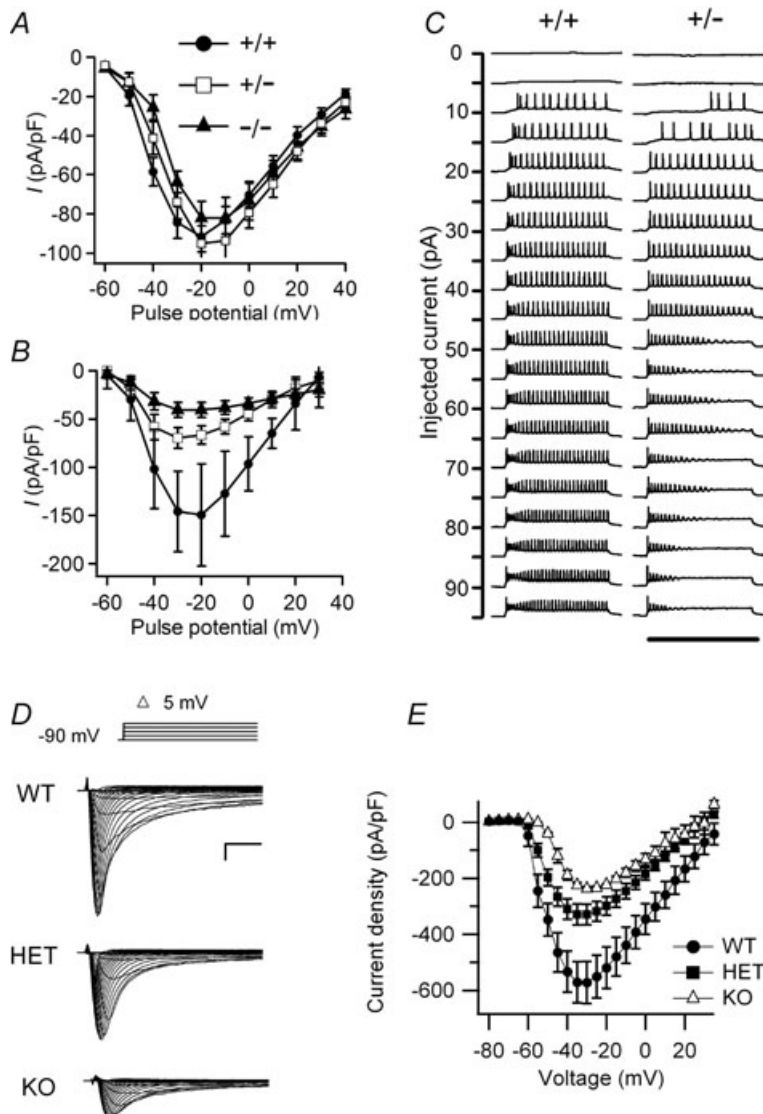 A
+/+
+/−
−/−
0
-20
-40
-60
-80
-100
I (pA/pF)
-60 -40 -20 0 20 40
Pulse potential (mV)
B
0
-50
-100
-150
-200
I (pA/pF)
-60 -40 -20 0 20 40
Pulse potential (mV)
C
+/+ +/−
0
10
20
30
40
50
60
70
80
90
Injected current (pA)
D
△ 5 mV
-90 mV
WT
HET
KO
E
0
-200
-400
-600
Current density (pA/pF)
WT
HET
KO
-80 -60 -40 -20 0 20
Voltage (mV)